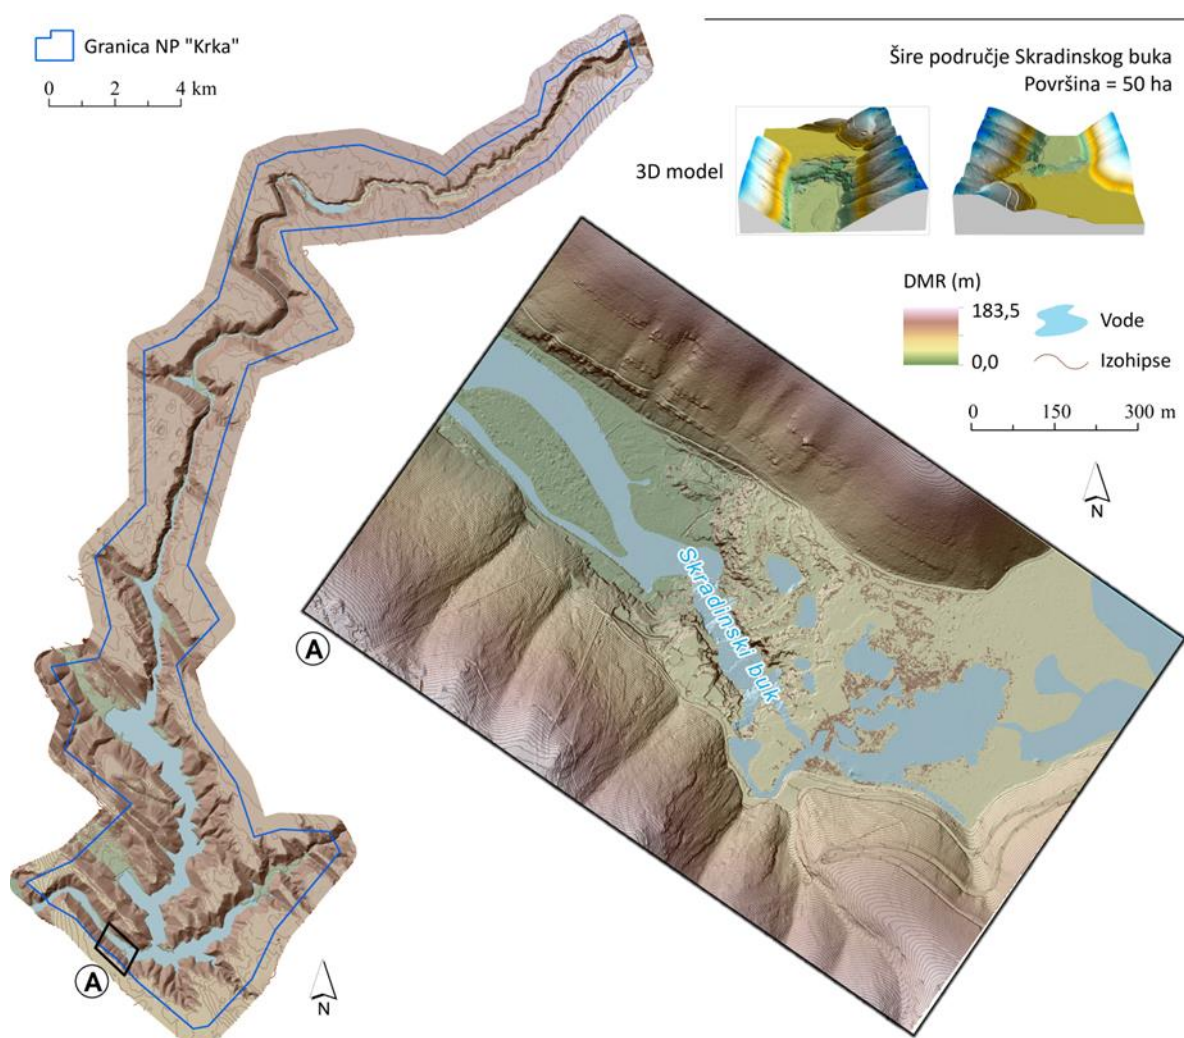 Granica NP "Krka"
0 2 4 km
Šire područje Skradinskog buka
Površina = 50 ha
3D model
DMR (m)
183,5
0,0
Vode
Izohipse
0 150 300 m
N
Skradinski buk
A
A
N